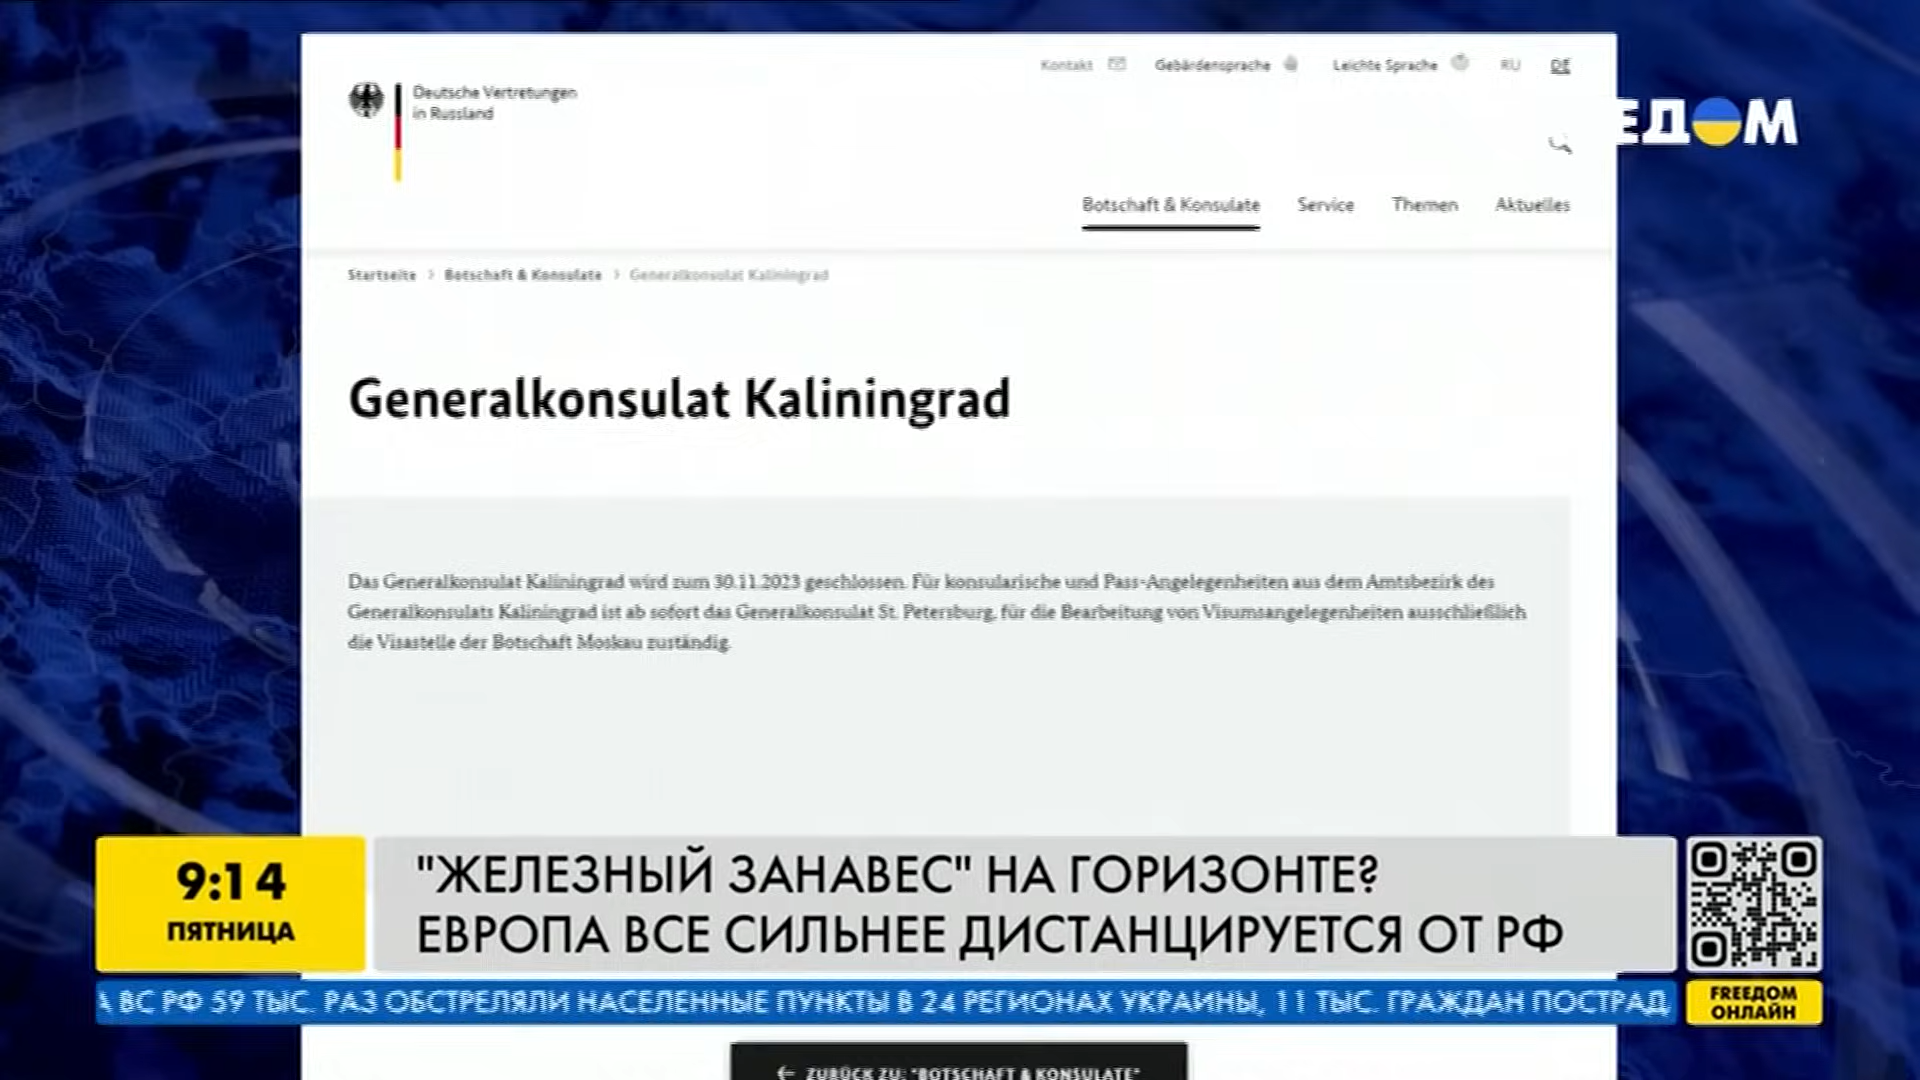 Kontakt Gebärdensprache Leichte Sprache RU DE
Deutsche Vertretungen
in Russland
ЕДОМ
Botschaft & Konsulate Service Themen Aktuelles
Startseite > Botschaft & Konsulate > Generalkonsulat Kaliningrad
Generalkonsulat Kaliningrad
Das Generalkonsulat Kaliningrad wird zum 30.11.2023 geschlossen. Für konsularische und Pass-Angelegenheiten aus dem Amtsbezirk des
Generalkonsulats Kaliningrad ist ab sofort das Generalkonsulat St. Petersburg, für die Bearbeitung von Visumsangelegenheiten ausschließlich
die Visastelle der Botschaft Moskau zuständig.
9:14
ПЯТНИЦА
"ЖЕЛЕЗНЫЙ ЗАНАВЕС" НА ГОРИЗОНТЕ?
ЕВРОПА ВСЕ СИЛЬНЕЕ ДИСТАНЦИРУЕТСЯ ОТ РФ
А ВС РФ 59 ТЫС. РАЗ ОБСТРЕЛЯЛИ НАСЕЛЕННЫЕ ПУНКТЫ В 24 РЕГИОНАХ УКРАИНЫ, 11 ТЫС. ГРАЖДАН ПОСТРАД
FREEДОМ
ОНЛАЙН
← ZURÜCK ZU: "BOTSCHAFT & KONSULATE"